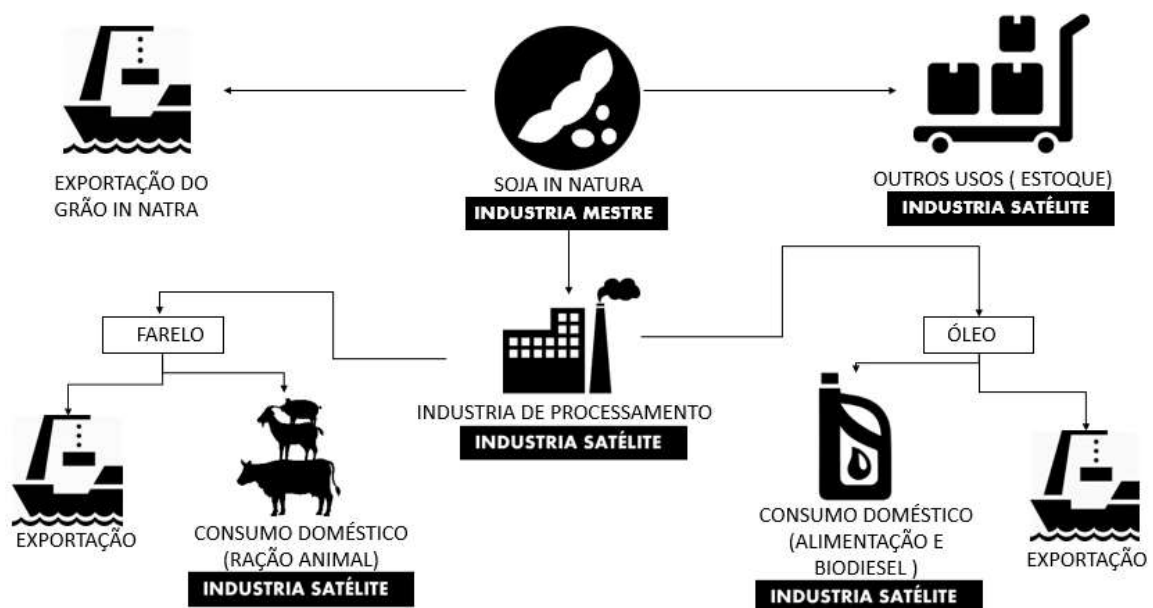 EXPORTAÇÃO DO
GRÃO IN NATRA
SOJA IN NATURA
INDUSTRIA MESTRE
OUTROS USOS ( ESTOQUE)
INDUSTRIA SATÉLITE
FARELO
ÓLEO
INDUSTRIA DE PROCESSAMENTO
INDUSTRIA SATÉLITE
EXPORTAÇÃO
CONSUMO DOMÉSTICO
(RAÇÃO ANIMAL)
INDUSTRIA SATÉLITE
CONSUMO DOMÉSTICO
(ALIMENTAÇÃO E
BIODIESEL )
INDUSTRIA SATÉLITE
EXPORTAÇÃO